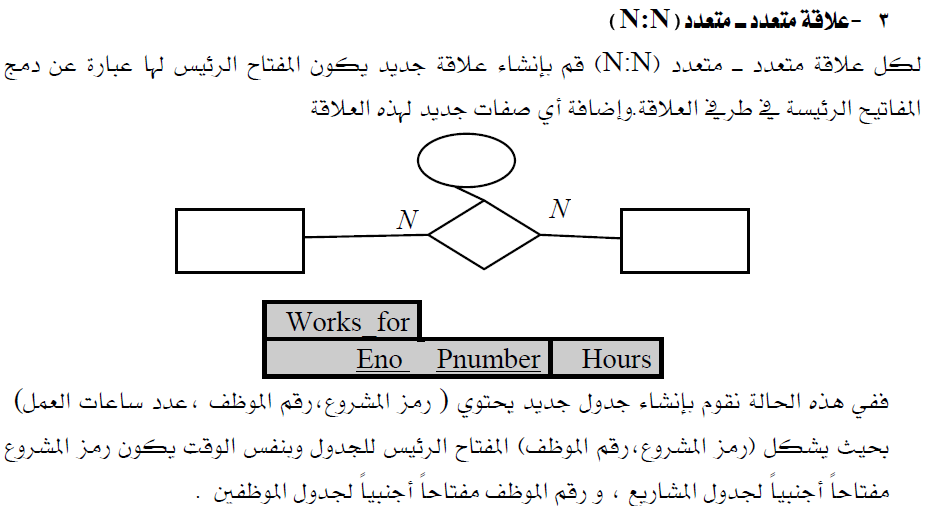 ٣ -علاقة متعدد – متعدد (N:N)
لكل علاقة متعدد – متعدد (N:N) قم بإنشاء علاقة جديد يكون المفتاح الرئيس لها عبارة عن دمج
المفاتيح الرئيسة في طرفي العلاقة.وإضافة أي صفات جديد لهذه العلاقة
N N
Works_for
Eno Pnumber Hours
ففي هذه الحالة نقوم بإنشاء جدول جديد يحتوي ( رمز المشروع،رقم الموظف ،عدد ساعات العمل)
بحيث يشكل (رمز المشروع،رقم الموظف) المفتاح الرئيس للجدول وبنفس الوقت يكون رمز المشروع
مفتاحاً أجنبياً لجدول المشاريع ، و رقم الموظف مفتاحاً أجنبياً لجدول الموظفين .